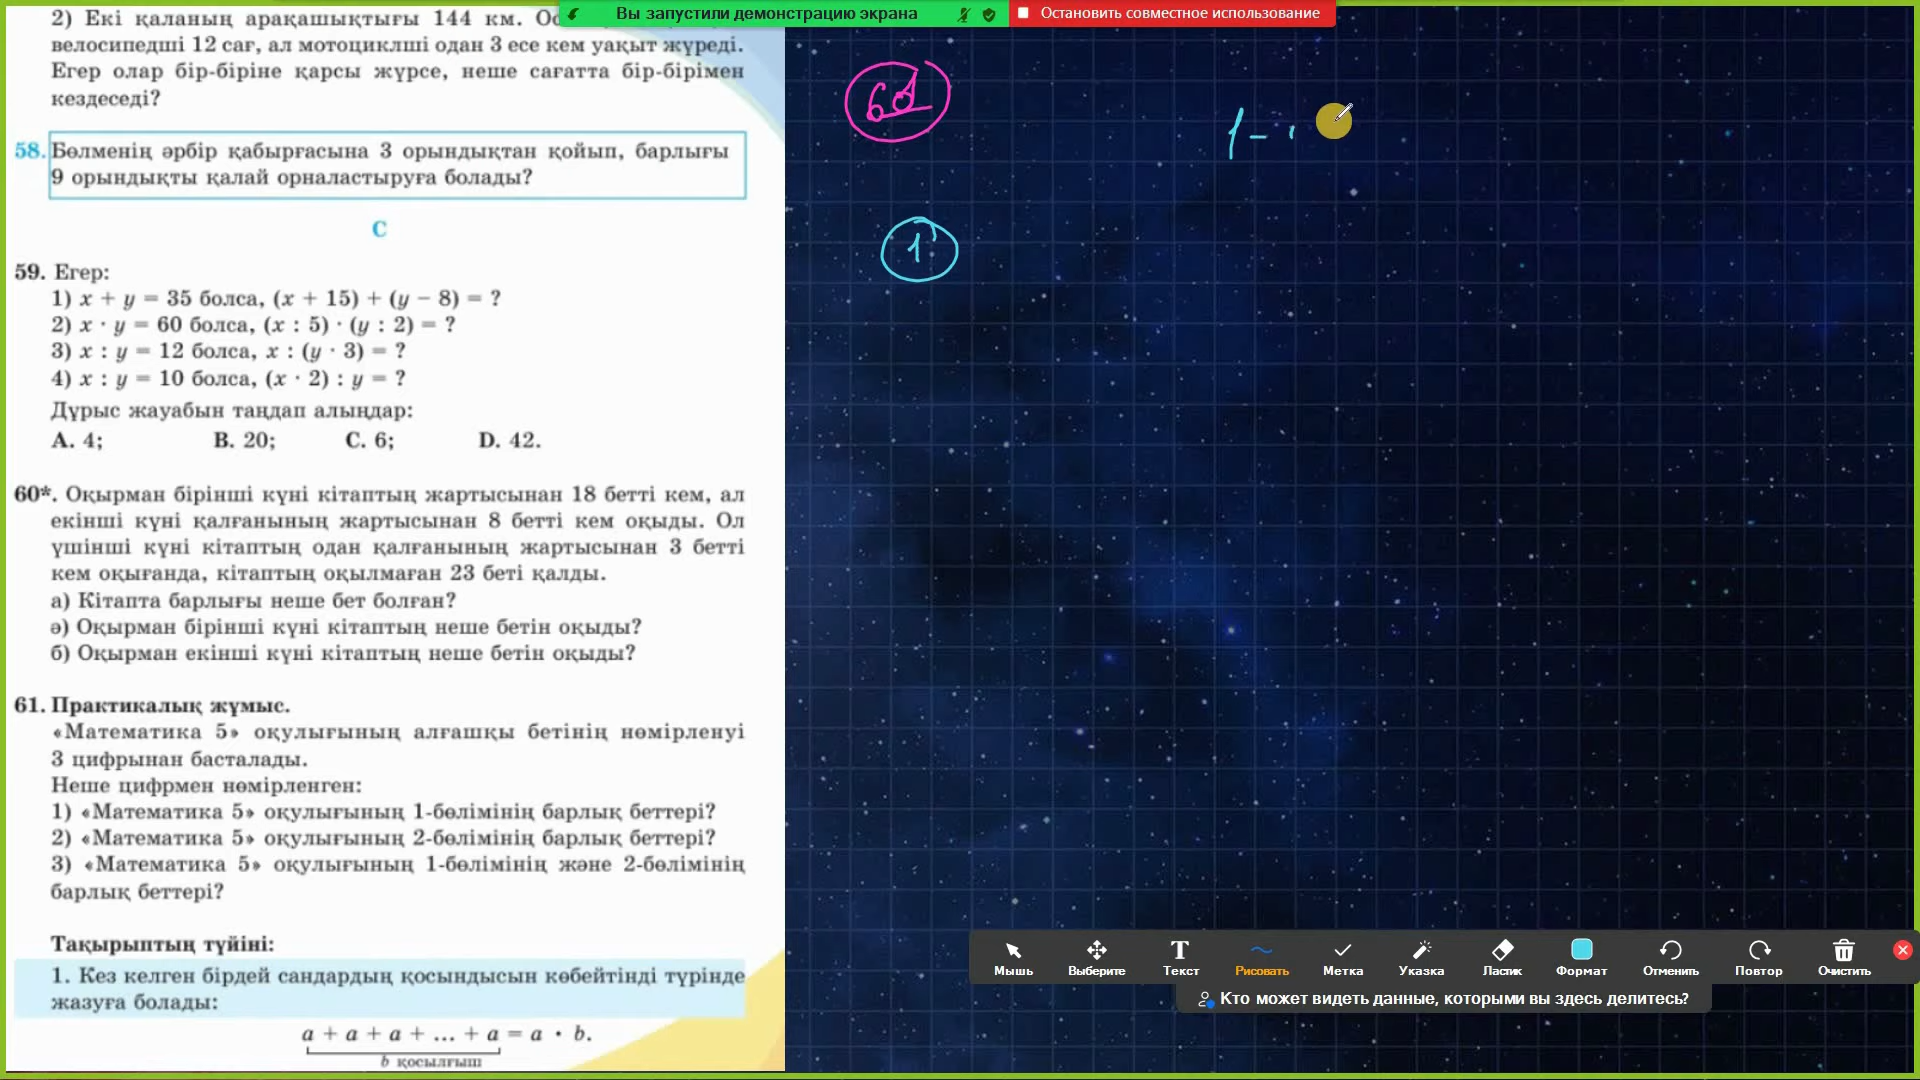 Вы запустили демонстрацию экрана
Остановить совместное использование
2) Екі қаланың арақашықтығы 144 км.
велосипедші 12 сағ, ал мотоциклші одан 3 есе кем уақыт жүреді.
Егер олар бір-біріне қарсы жүрсе, неше сағатта бір-бірімен
кездеседі?
58. Бөлменің әрбір қабырғасына 3 орындықтан қойып, барлығы
9 орындықты қалай орналастыруға болады?
С
59. Егер:
1) x + y = 35 болса, (x + 15) + (y − 8) = ?
2) x · y = 60 болса, (x : 5) · (y : 2) = ?
3) x : y = 12 болса, x : (y · 3) = ?
4) x : y = 10 болса, (x · 2) : y = ?
Дұрыс жауабын таңдап алыңдар:
A. 4; B. 20; C. 6; D. 42.
60*. Оқырман бірінші күні кітаптың жартысынан 18 бетті кем, ал
екінші күні қалғанының жартысынан 8 бетті кем оқыды. Ол
үшінші күні кітаптың одан қалғанының жартысынан 3 бетті
кем оқығанда, кітаптың оқылмаған 23 беті қалды.
а) Кітапта барлығы неше бет болған?
ә) Оқырман бірінші күні кітаптың неше бетін оқыды?
б) Оқырман екінші күні кітаптың неше бетін оқыды?
61. Практикалық жұмыс.
«Математика 5» оқулығының алғашқы бетінің нөмірленуі
3 цифрынан басталады.
Неше цифрмен нөмірленген:
1) «Математика 5» оқулығының 1-бөлімінің барлық беттері?
2) «Математика 5» оқулығының 2-бөлімінің барлық беттері?
3) «Математика 5» оқулығының 1-бөлімінің және 2-бөлімінің
барлық беттері?
Тақырыптың түйіні:
1. Кез келген бірдей сандардың қосындысын көбейтінді түрінде
жазуға болады:
a + a + a + ... + a = a · b.
b қосылғыш
1
1 -
Мышь Выберите Текст Рисовать Метка Указка Ластик Формат Отменить Повтор Очистить
Кто может видеть данные, которыми вы здесь делитесь?